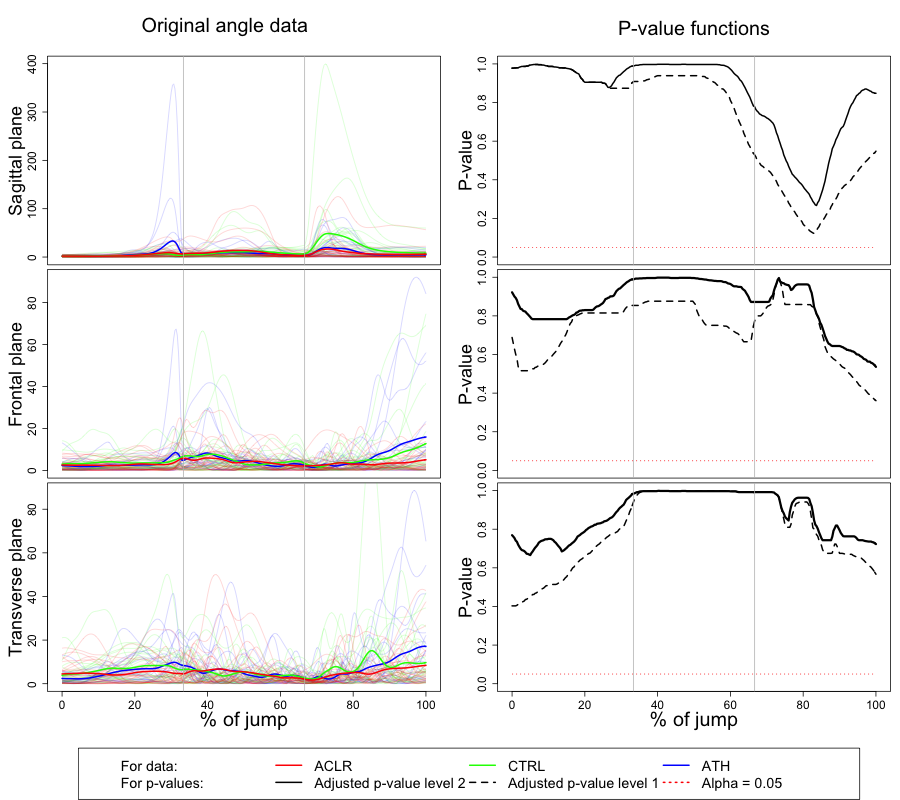 Original angle data
P-value functions
Sagittal plane
0 100 200 300 400
P-value
0.0 0.2 0.4 0.6 0.8 1.0
Frontal plane
0 20 40 60 80
P-value
0.0 0.2 0.4 0.6 0.8 1.0
Transverse plane
0 20 40 60 80
P-value
0.0 0.2 0.4 0.6 0.8 1.0
0 20 40 60 80 100
0 20 40 60 80 100
% of jump
% of jump
For data: ACLR CTRL ATH
For p-values: Adjusted p-value level 2 Adjusted p-value level 1 Alpha = 0.05